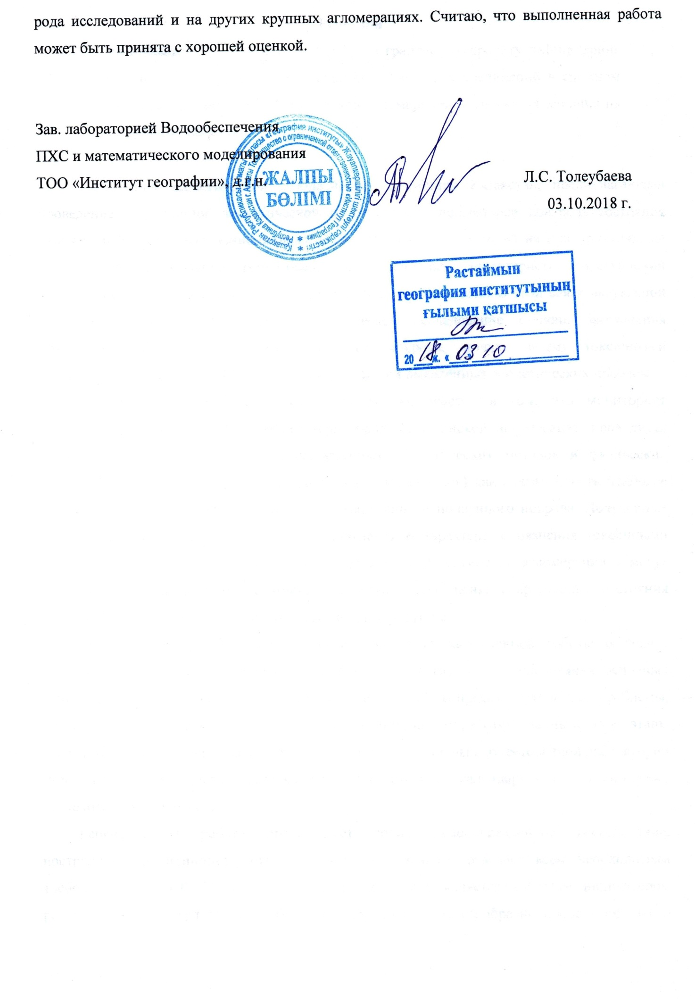 рода исследований и на других крупных агломерациях. Считаю, что выполненная работа
может быть принята с хорошей оценкой.
Зав. лабораторией Водообеспечения
ПХС и математического моделирования
ТОО «Институт географии», д.г.н.
Л.С. Толеубаева
03.10.2018 г.
Қазақстан Республикасы Алматы қаласы «География институты» Жауапкершілігі шектеулі серіктестігі
Республика Казахстан г. Алматы Товарищество с ограниченной ответственностью «Институт Географии»
ЖАЛПЫ
БӨЛІМІ
Растаймын
география институтының
ғылыми қатшысы
20 18 ж. « 03 » 10